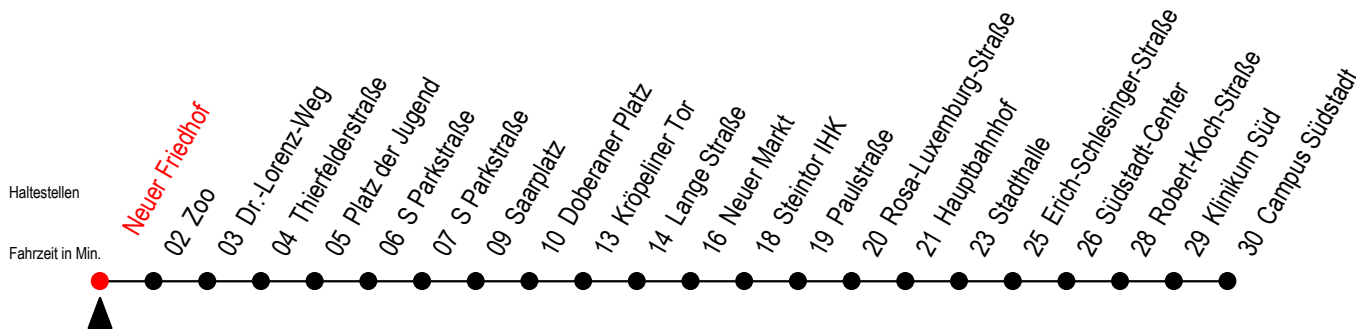 Haltestellen
Fahrzeit in Min.
Neuer Friedhof
02 Zoo
03 Dr.-Lorenz-Weg
04 Thierfelderstraße
05 Platz der Jugend
06 S Parkstraße
07 S Parkstraße
09 Saarplatz
10 Doberaner Platz
13 Kröpeliner Tor
14 Lange Straße
16 Neuer Markt
18 Steintor IHK
19 Paulstraße
20 Rosa-Luxemburg-Straße
21 Hauptbahnhof
23 Stadthalle
25 Erich-Schlesinger-Straße
26 Südstadt-Center
28 Robert-Koch-Straße
29 Klinikum Süd
30 Campus Südstadt